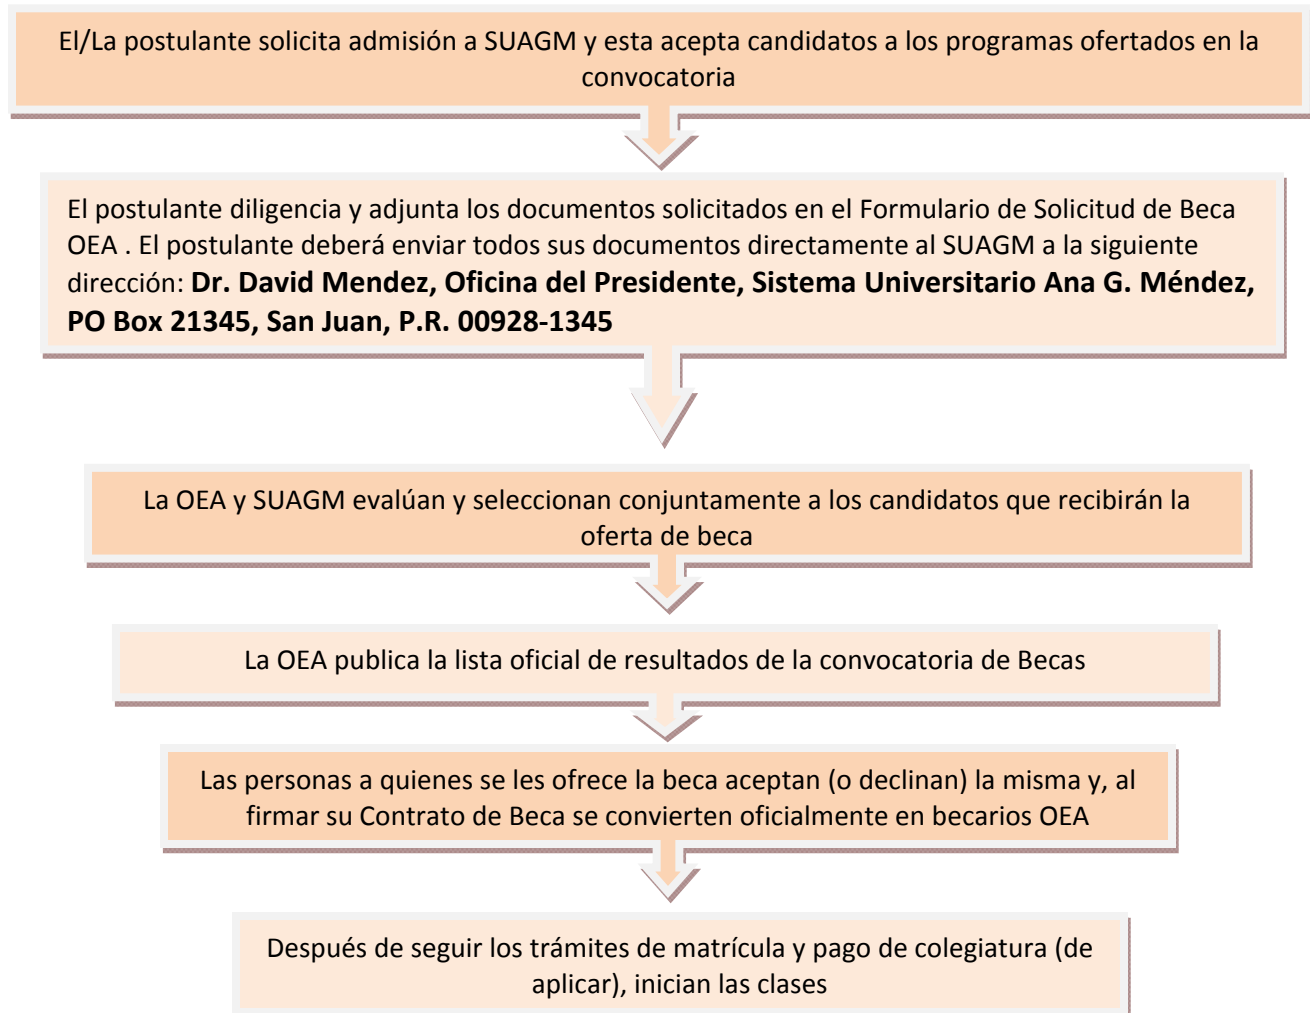 El/La postulante solicita admisión a SUAGM y esta acepta candidatos a los programas ofertados en la
convocatoria
El postulante diligencia y adjunta los documentos solicitados en el Formulario de Solicitud de Beca
OEA . El postulante deberá enviar todos sus documentos directamente al SUAGM a la siguiente
dirección: Dr. David Mendez, Oficina del Presidente, Sistema Universitario Ana G. Méndez,
PO Box 21345, San Juan, P.R. 00928-1345
La OEA y SUAGM evalúan y seleccionan conjuntamente a los candidatos que recibirán la
oferta de beca
La OEA publica la lista oficial de resultados de la convocatoria de Becas
Las personas a quienes se les ofrece la beca aceptan (o declinan) la misma y, al
firmar su Contrato de Beca se convierten oficialmente en becarios OEA
Después de seguir los trámites de matrícula y pago de colegiatura (de
aplicar), inician las clases